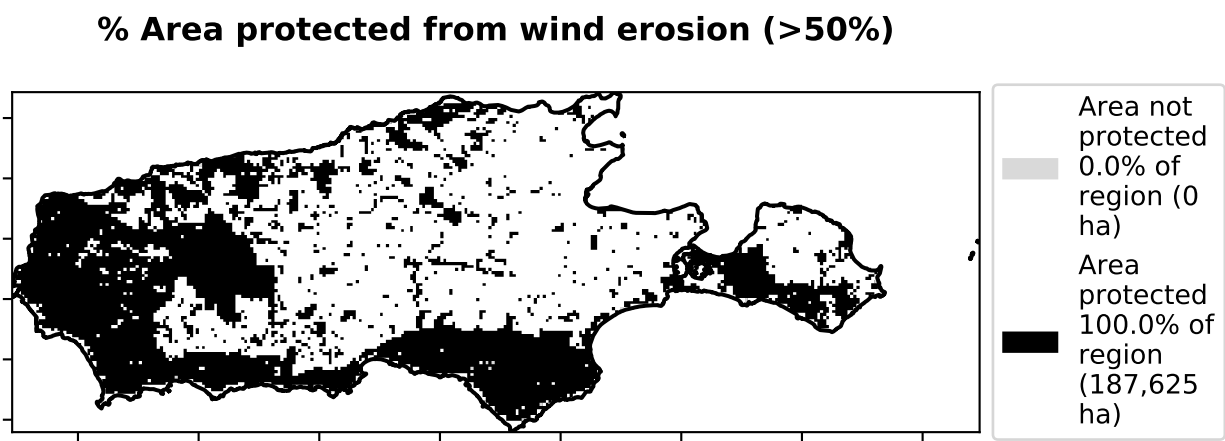 % Area protected from wind erosion (>50%)
Area not
protected
0.0% of
region (0
ha)
Area
protected
100.0% of
region
(187,625
ha)